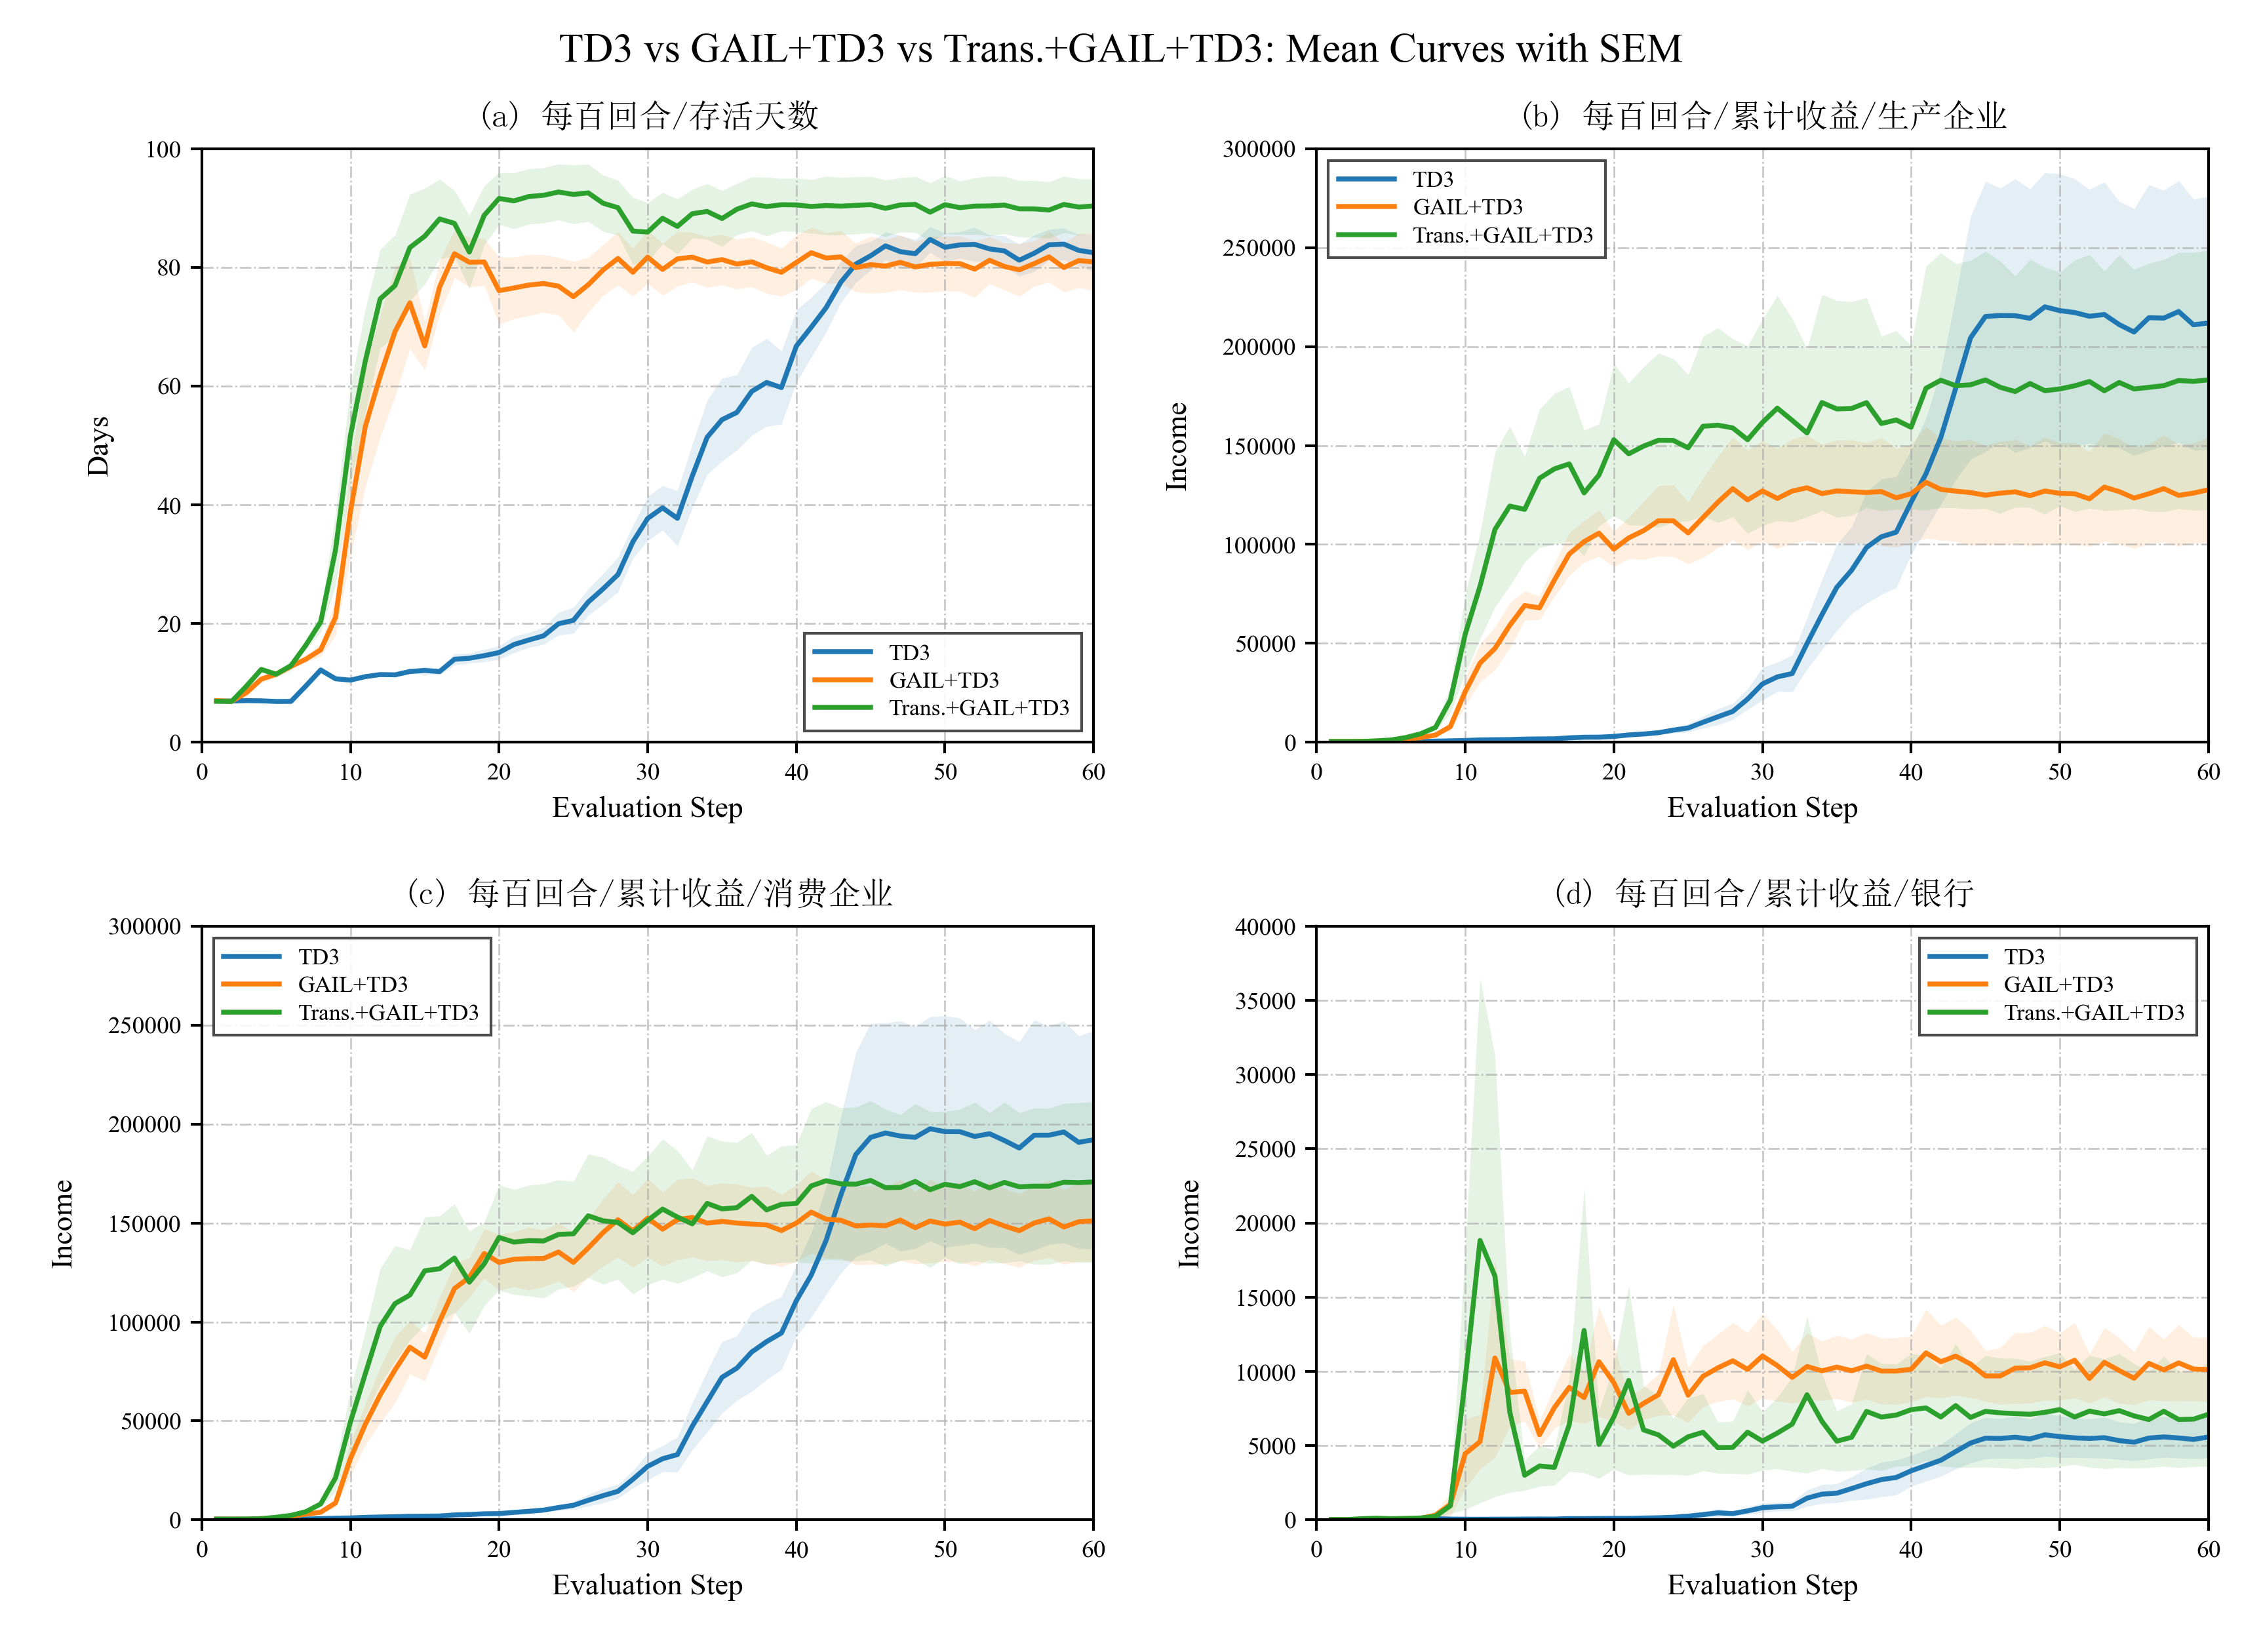 TD3 vs GAIL+TD3 vs Trans.+GAIL+TD3: Mean Curves with SEM
(a) 每百回合/存活天数
100
80
60
40
20
0
Days
0 10 20 30 40 50 60
Evaluation Step
TD3
GAIL+TD3
Trans.+GAIL+TD3
(b) 每百回合/累计收益/生产企业
300000
250000
200000
150000
100000
50000
0
Income
0 10 20 30 40 50 60
Evaluation Step
TD3
GAIL+TD3
Trans.+GAIL+TD3
(c) 每百回合/累计收益/消费企业
300000
250000
200000
150000
100000
50000
0
Income
0 10 20 30 40 50 60
Evaluation Step
TD3
GAIL+TD3
Trans.+GAIL+TD3
(d) 每百回合/累计收益/银行
40000
35000
30000
25000
20000
15000
10000
5000
0
Income
0 10 20 30 40 50 60
Evaluation Step
TD3
GAIL+TD3
Trans.+GAIL+TD3